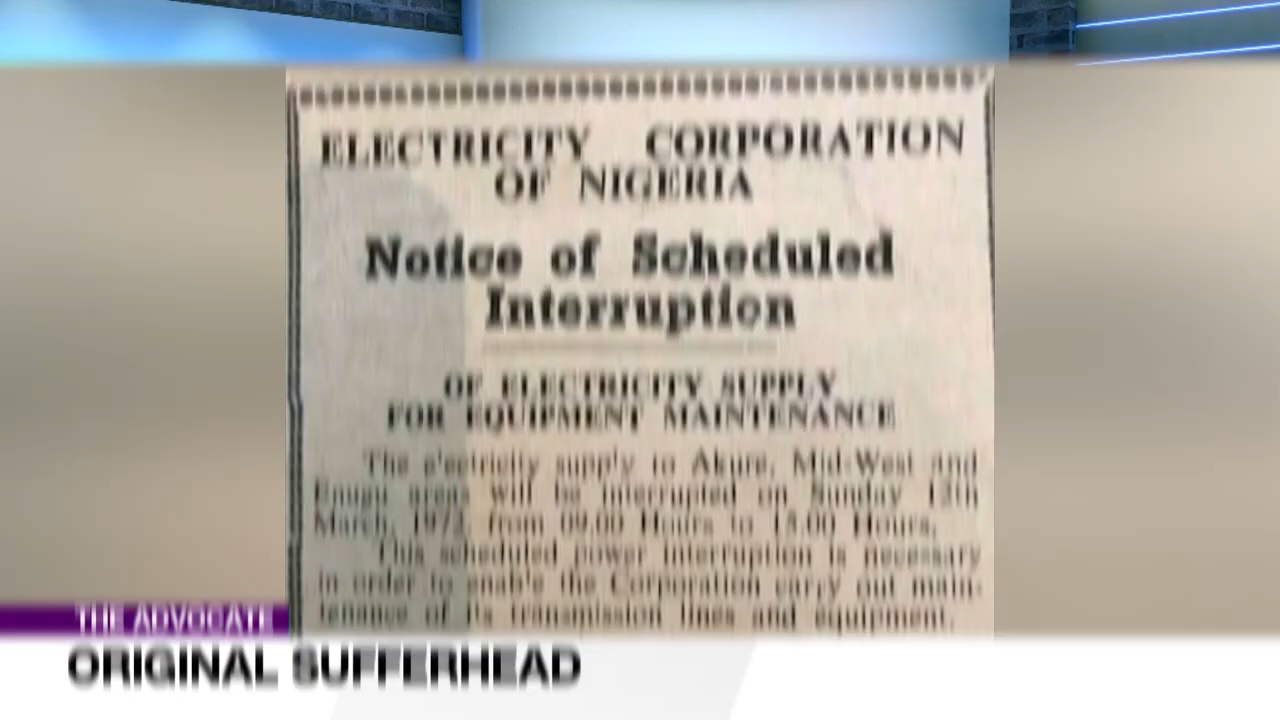 ELECTRICITY CORPORATION
OF NIGERIA
Notice of Scheduled
Interruption
OF ELECTRICITY SUPPLY
FOR EQUIPMENT MAINTENANCE
The electricity supply to Akure, Mid-West and
Enugu areas will be interrupted on Sunday 12th
March, 1972 from 09.00 Hours to 15.00 Hours.
This scheduled power interruption is necessary
in order to enable the Corporation carry out main-
tenance of its transmission lines and equipment.
THE ADVOCATE
ORIGINAL SUFFERHEAD